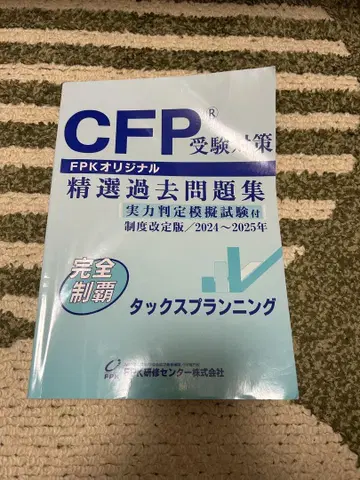 CFP®
受験対策
FPKオリジナル
精選過去問題集
実力判定模擬試験付
制度改定版／2024～2025年
完全
制覇
タックスプランニング
FPK
FPK研修センター株式会社